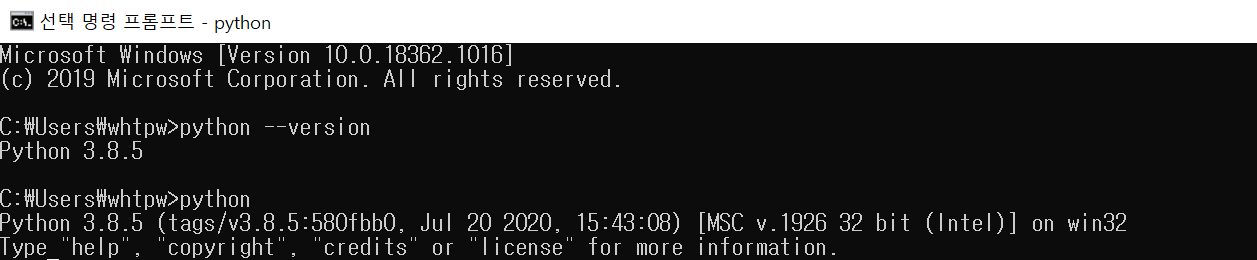 선택 명령 프롬프트 - python
Microsoft Windows [Version 10.0.18362.1016]
(c) 2019 Microsoft Corporation. All rights reserved.
C:₩Users₩whtpw>python --version
Python 3.8.5
C:₩Users₩whtpw>python
Python 3.8.5 (tags/v3.8.5:580fbb0, Jul 20 2020, 15:43:08) [MSC v.1926 32 bit (Intel)] on win32
Type "help", "copyright", "credits" or "license" for more information.